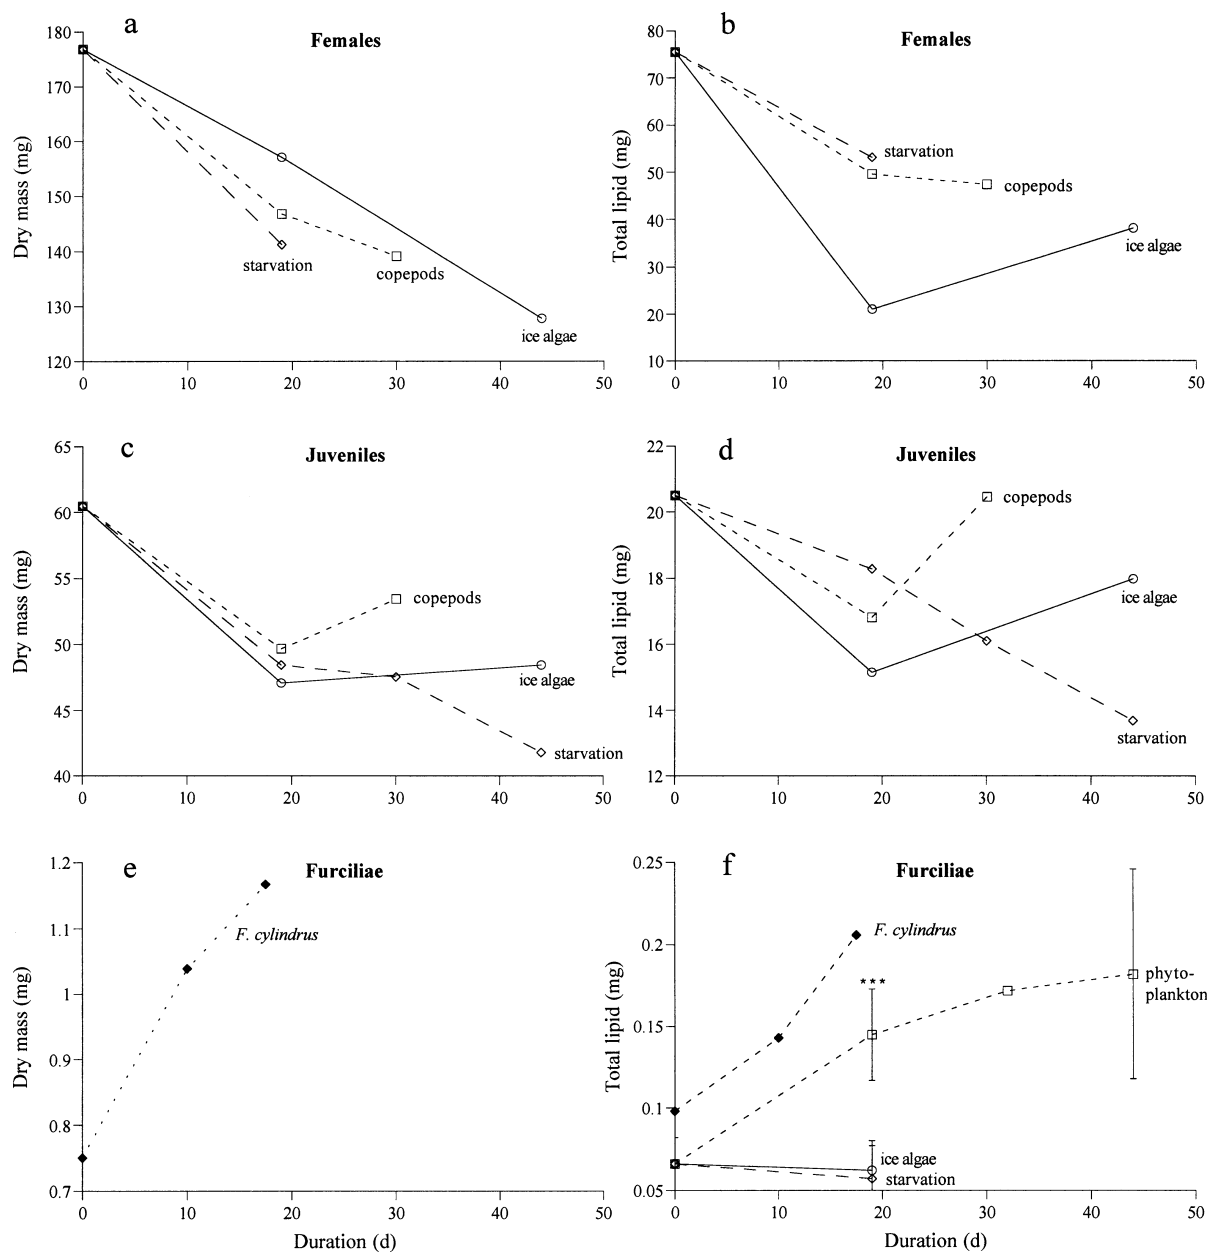 a
Females
Dry mass (mg)
180
170
160
150
140
130
120
starvation
copepods
ice algae
0 10 20 30 40 50
b
Females
Total lipid (mg)
80
70
60
50
40
30
20
10
starvation
copepods
ice algae
0 10 20 30 40 50
c
Juveniles
Dry mass (mg)
65
60
55
50
45
40
copepods
ice algae
starvation
0 10 20 30 40 50
d
Juveniles
Total lipid (mg)
22
20
18
16
14
12
copepods
ice algae
starvation
0 10 20 30 40 50
e
Furciliae
Dry mass (mg)
1.2
1.1
1
0.9
0.8
0.7
F. cylindrus
0 10 20 30 40 50
Duration (d)
f
Furciliae
Total lipid (mg)
0.25
0.2
0.15
0.1
0.05
F. cylindrus
***
phyto-
plankton
ice algae
starvation
0 10 20 30 40 50
Duration (d)